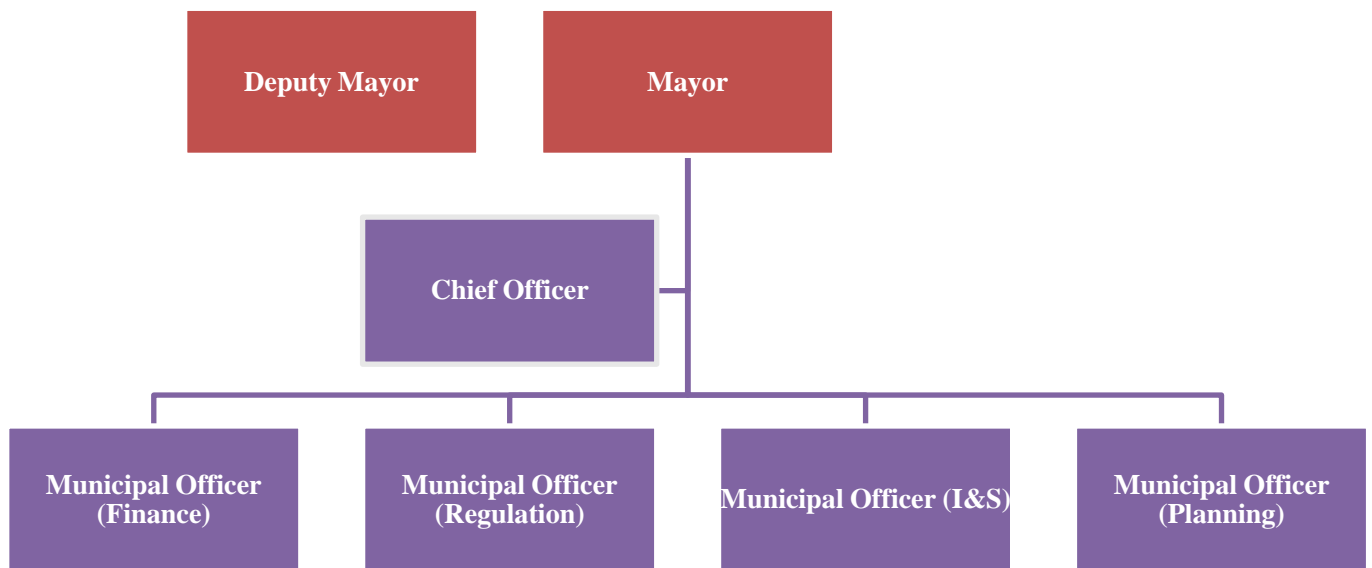 Deputy Mayor
Mayor
Chief Officer
Municipal Officer
(Finance)
Municipal Officer
(Regulation)
Municipal Officer (I&S)
Municipal Officer
(Planning)